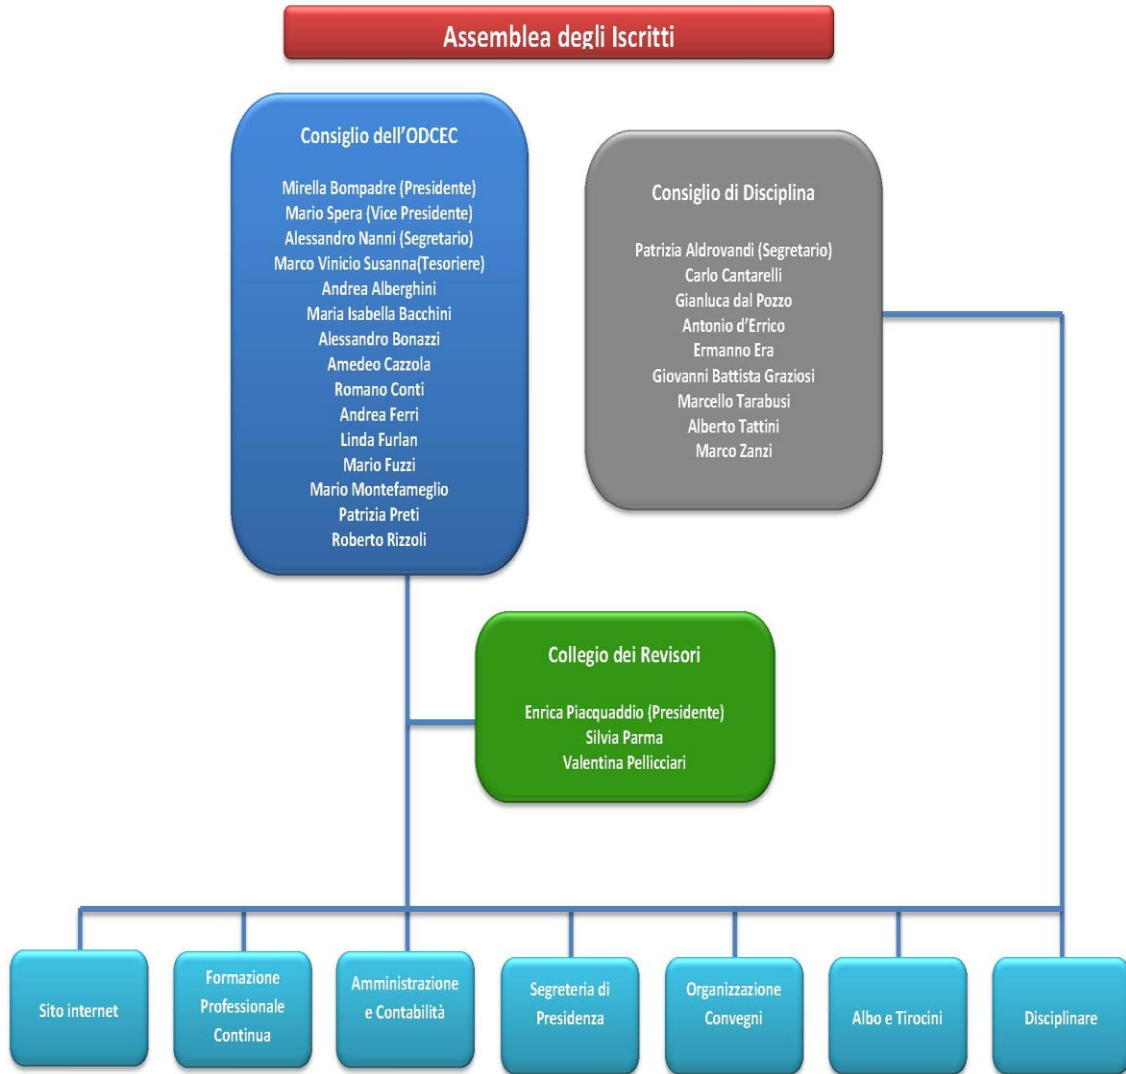 Assemblea degli Iscritti
Consiglio dell'ODCEC
Mirella Bompadre (Presidente)
Mario Spera (Vice Presidente)
Alessandro Nanni (Segretario)
Marco Vinicio Susanna(Tesoriere)
Andrea Alberghini
Maria Isabella Bacchini
Alessandro Bonazzi
Amedeo Cazzola
Romano Conti
Andrea Ferri
Linda Furlan
Mario Fuzzi
Mario Montefameglio
Patrizia Preti
Roberto Rizzoli
Consiglio di Disciplina
Patrizia Aldrovandi (Segretario)
Carlo Cantarelli
Gianluca dal Pozzo
Antonio d'Errico
Ermanno Era
Giovanni Battista Graziosi
Marcello Tarabusi
Alberto Tattini
Marco Zanzi
Collegio dei Revisori
Enrica Piacquaddio (Presidente)
Silvia Parma
Valentina Pellicciari
Sito internet
Formazione
Professionale
Continua
Amministrazione
e Contabilità
Segreteria di
Presidenza
Organizzazione
Convegni
Albo e Tirocini
Disciplinare